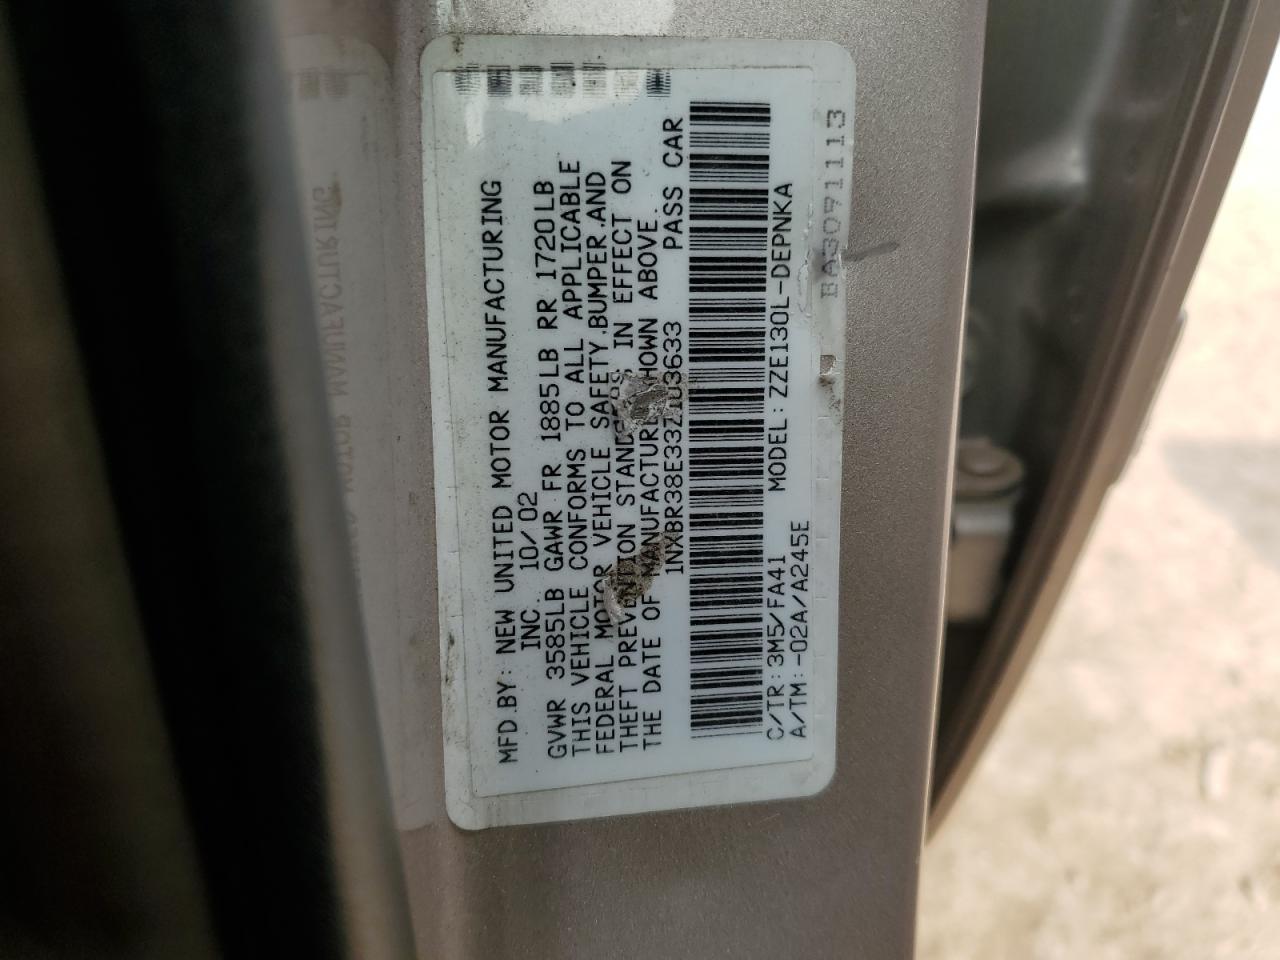 MFD.BY: NEW UNITED MOTOR MANUFACTURING
INC. 10/02
GVWR 3585LB GAWR FR 1885LB RR 1720LB
THIS VEHICLE CONFORMS TO ALL APPLICABLE
FEDERAL MOTOR VEHICLE SAFETY,BUMPER,AND
THEFT PREVENTION IN EFFECT ON
THE DATE OF MANUFACTURE SHOWN ABOVE.
1NXBR38E33Z103633 PASS CAR
C/TR:3M5/FA41 MODEL:ZZE130L-DEPNKA
A/TM:-02A/A245E
EA3091113